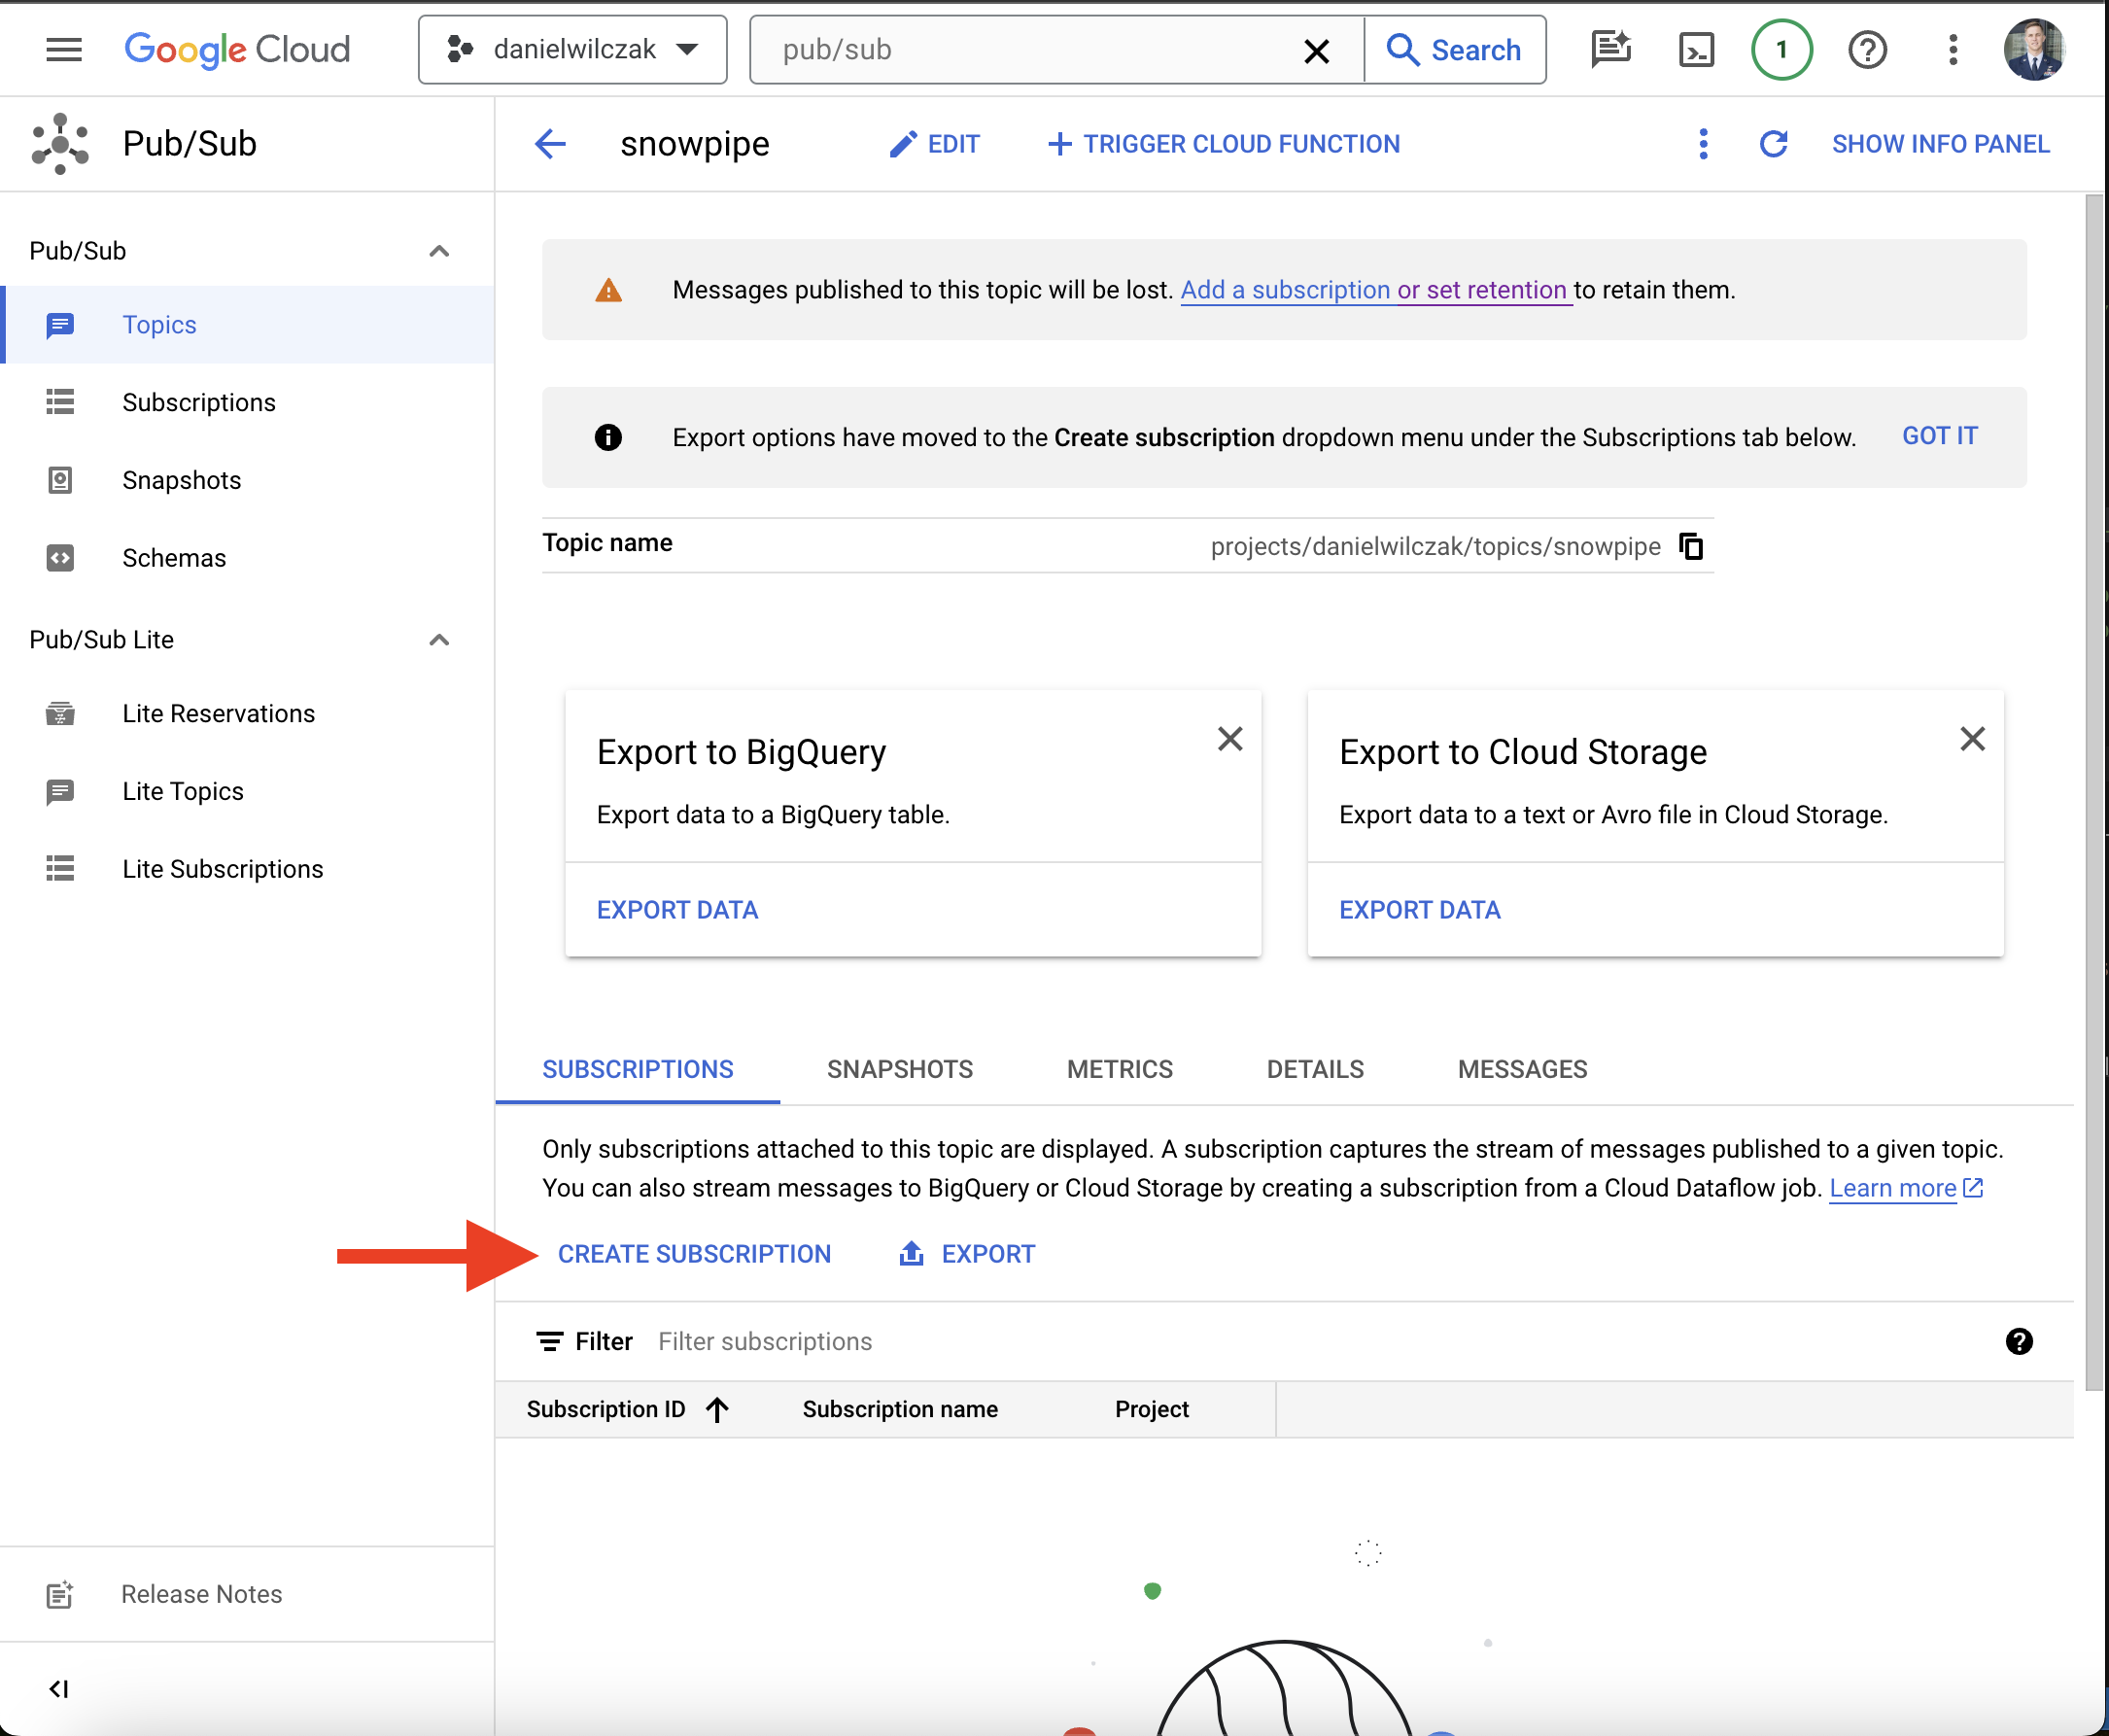 Google Cloud
danielwilczak
pub/sub
Search
1
Pub/Sub
snowpipe
EDIT
TRIGGER CLOUD FUNCTION
SHOW INFO PANEL
Pub/Sub
Topics
Subscriptions
Snapshots
Schemas
Pub/Sub Lite
Lite Reservations
Lite Topics
Lite Subscriptions
Release Notes
Messages published to this topic will be lost. Add a subscription or set retention to retain them.
Export options have moved to the Create subscription dropdown menu under the Subscriptions tab below.
GOT IT
Topic name
projects/danielwilczak/topics/snowpipe
Export to BigQuery
Export data to a BigQuery table.
EXPORT DATA
Export to Cloud Storage
Export data to a text or Avro file in Cloud Storage.
EXPORT DATA
SUBSCRIPTIONS
SNAPSHOTS
METRICS
DETAILS
MESSAGES
Only subscriptions attached to this topic are displayed. A subscription captures the stream of messages published to a given topic.
You can also stream messages to BigQuery or Cloud Storage by creating a subscription from a Cloud Dataflow job. Learn more
CREATE SUBSCRIPTION
EXPORT
Filter
Filter subscriptions
Subscription ID
Subscription name
Project